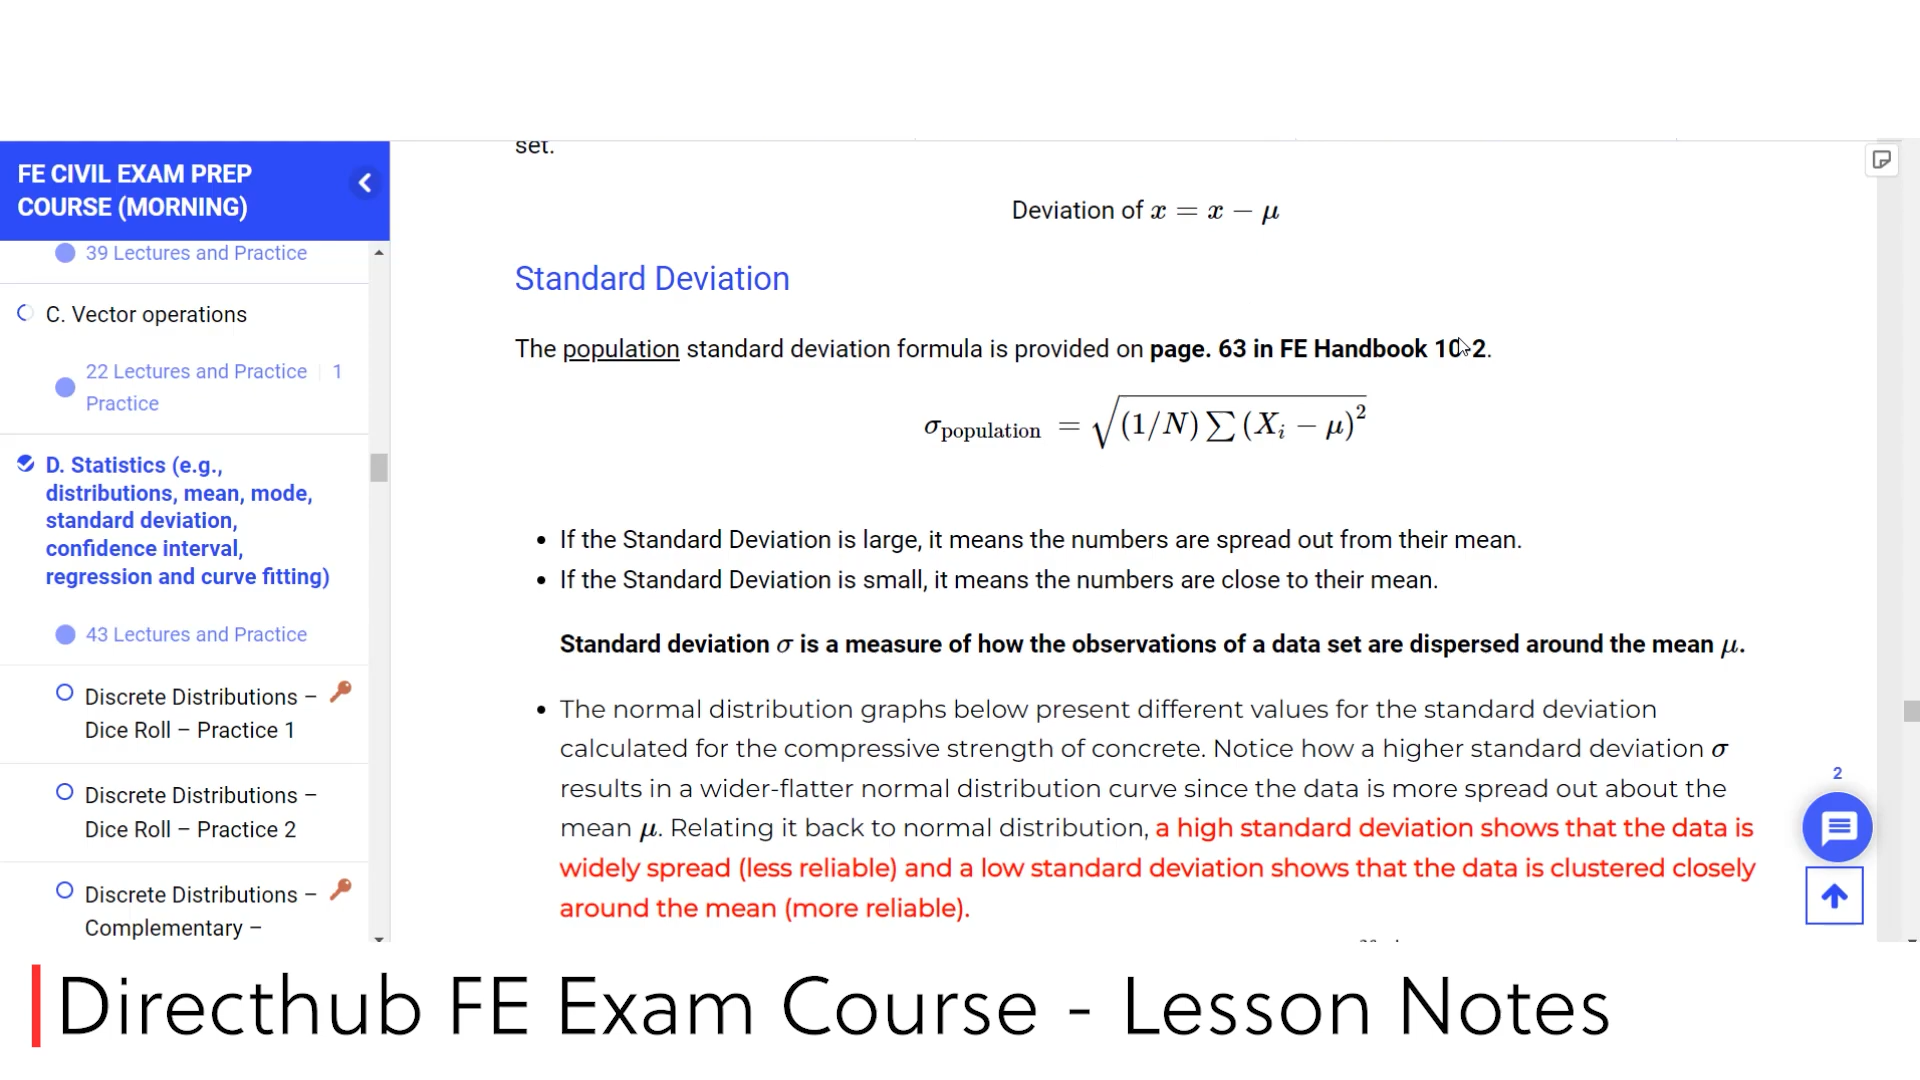 set.
FE CIVIL EXAM PREP
COURSE (MORNING)
39 Lectures and Practice
C. Vector operations
22 Lectures and Practice | 1
Practice
D. Statistics (e.g.,
distributions, mean, mode,
standard deviation,
confidence interval,
regression and curve fitting)
43 Lectures and Practice
Discrete Distributions –
Dice Roll – Practice 1
Discrete Distributions –
Dice Roll – Practice 2
Discrete Distributions –
Complementary –
Deviation of x = x − μ
Standard Deviation
The population standard deviation formula is provided on page. 63 in FE Handbook 10.2.
σpopulation = √(1/N) ∑ (Xᵢ − μ)²
• If the Standard Deviation is large, it means the numbers are spread out from their mean.
• If the Standard Deviation is small, it means the numbers are close to their mean.
Standard deviation σ is a measure of how the observations of a data set are dispersed around the mean μ.
• The normal distribution graphs below present different values for the standard deviation
calculated for the compressive strength of concrete. Notice how a higher standard deviation σ
results in a wider-flatter normal distribution curve since the data is more spread out about the
mean μ. Relating it back to normal distribution, a high standard deviation shows that the data is
widely spread (less reliable) and a low standard deviation shows that the data is clustered closely
around the mean (more reliable).
2
Directhub FE Exam Course - Lesson Notes